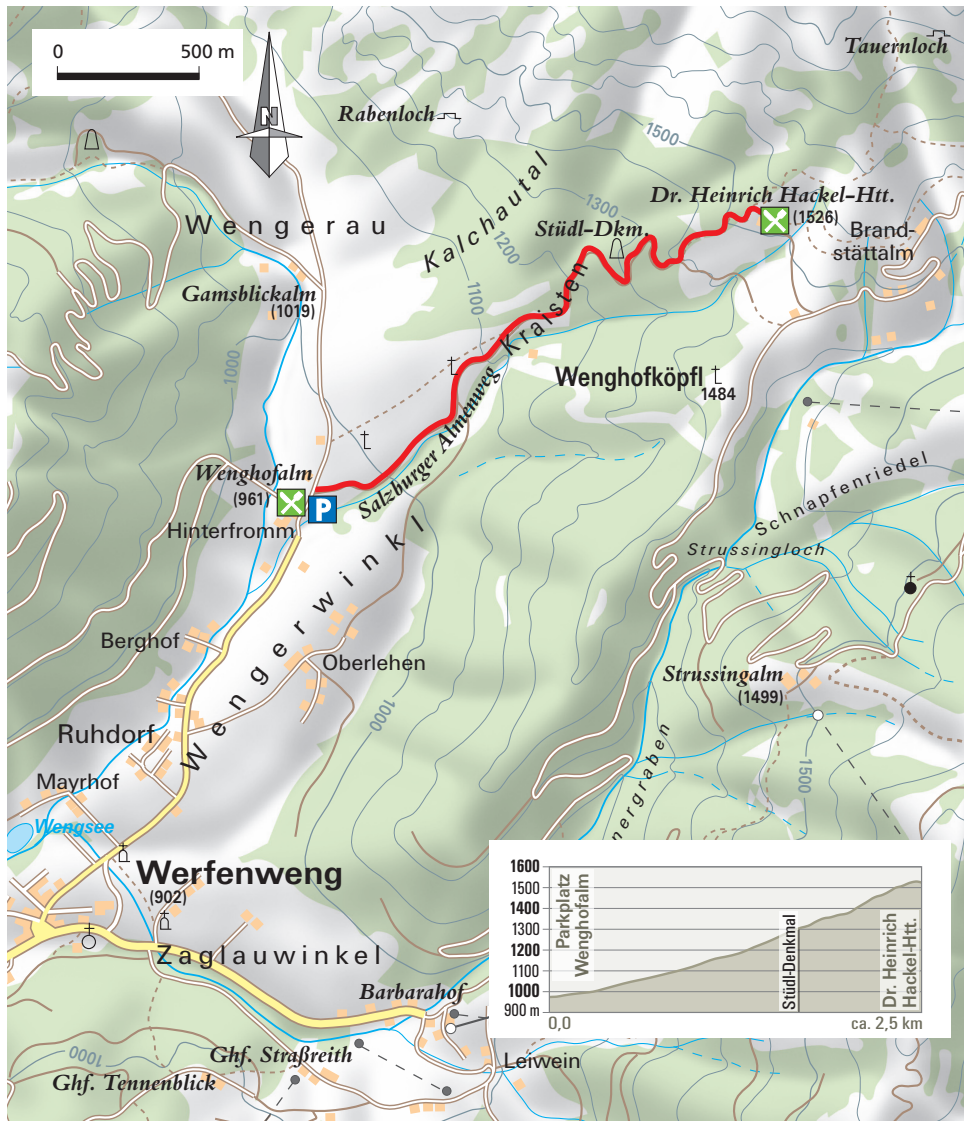 0
500 m
N
Tauernloch
Rabenloch
1500
Kalchautal
Dr. Heinrich Hackel-Htt.
(1526)
1300
Stüdl-Dkm.
1200
Wengerau
Brand-
stättalm
Gamsblickalm
(1019)
1100
Kraisten
1000
Wenghofköpfl
1484
Salzburger Almenweg
Wenghofalm
(961)
P
Hinterfromm
Schnapfenriedel
Strussingloch
Wengerwinkl
Berghof
Oberlehen
Strussingalm
(1499)
1000
Ruhdorf
1500
Mayrhof
nergraben
Wengsee
Werfenweng
(902)
Zaglauwinkel
Barbarahof
Leiwein
Ghf. Straßreith
1000
Ghf. Tennenblick
1600
1500
1400
1300
1200
1100
1000
900 m
Parkplatz
Wenghofalm
Stüdl-Denkmal
Dr. Heinrich
Hackel-Htt.
0,0
ca. 2,5 km